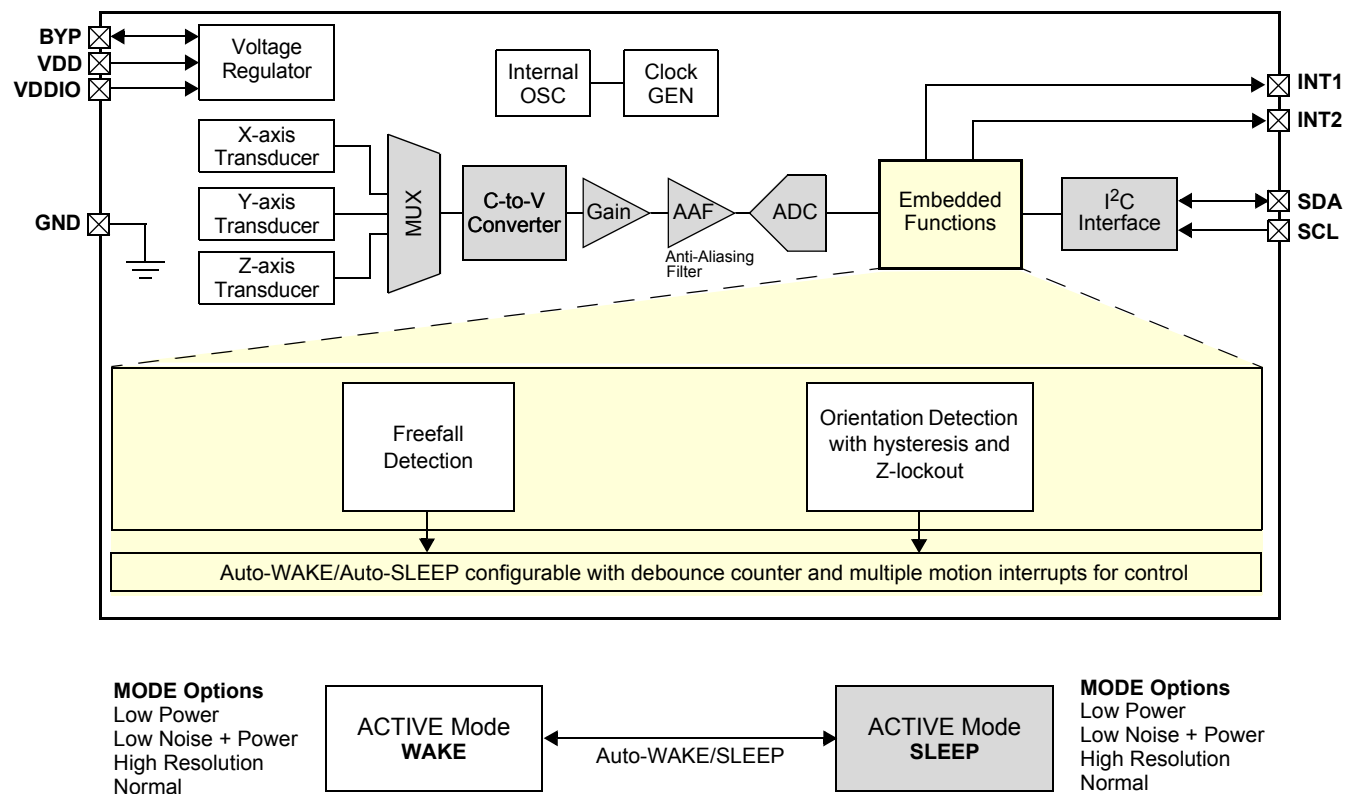 BYP
VDD
VDDIO
Voltage
Regulator
Internal
OSC
Clock
GEN
INT1
INT2
X-axis
Transducer
Y-axis
Transducer
Z-axis
Transducer
MUX
C-to-V
Converter
Gain
AAF
Anti-Aliasing
Filter
ADC
Embedded
Functions
I²C
Interface
SDA
SCL
GND
Freefall
Detection
Orientation Detection
with hysteresis and
Z-lockout
Auto-WAKE/Auto-SLEEP configurable with debounce counter and multiple motion interrupts for control
MODE Options
Low Power
Low Noise + Power
High Resolution
Normal
ACTIVE Mode
WAKE
Auto-WAKE/SLEEP
ACTIVE Mode
SLEEP
MODE Options
Low Power
Low Noise + Power
High Resolution
Normal